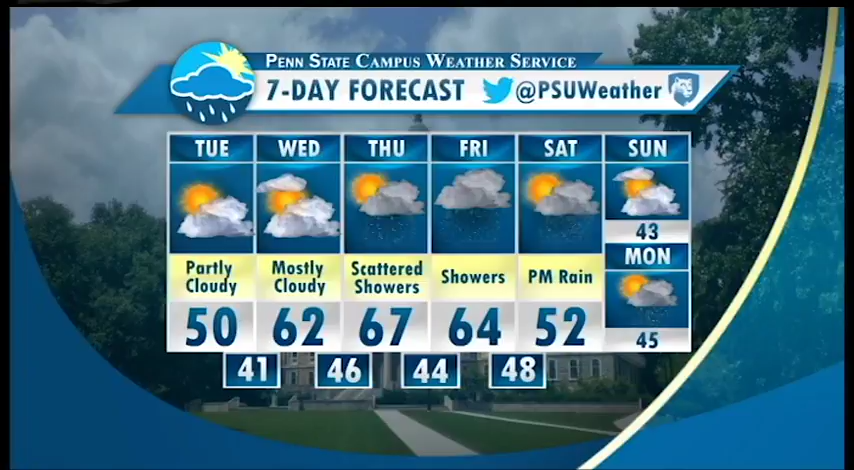 PENN STATE CAMPUS WEATHER SERVICE
7-DAY FORECAST @PSUWeather
TUE WED THU FRI SAT SUN
43
MON
Partly Cloudy
Mostly Cloudy
Scattered Showers
Showers
PM Rain
50 62 67 64 52 45
41 46 44 48